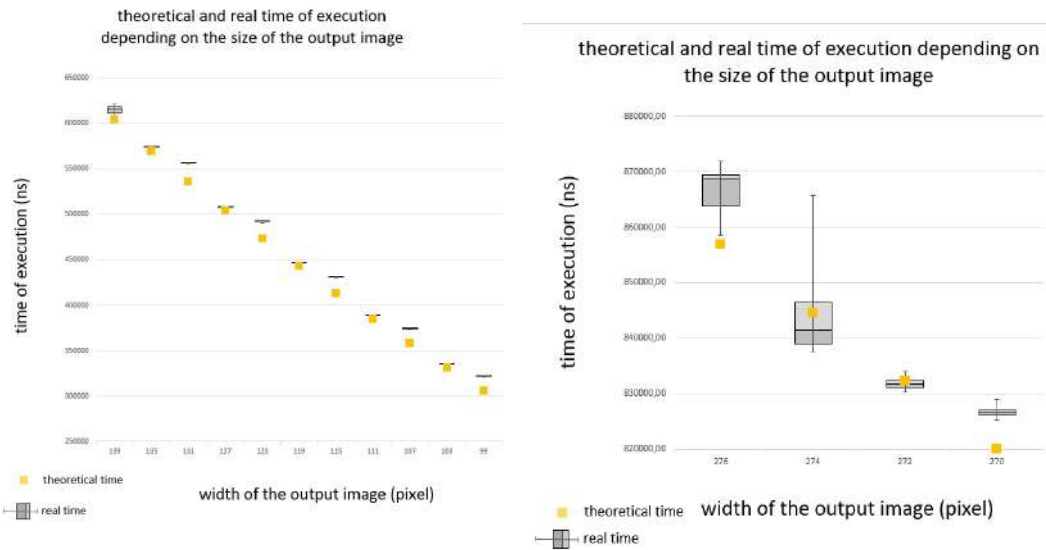 theoretical and real time of execution
depending on the size of the output image
650000
600000
550000
500000
450000
400000
350000
300000
250000
time of execution (ns)
139 135 131 127 123 119 115 111 107 103 99
theoretical time
width of the output image (pixel)
real time
theoretical and real time of execution depending on
the size of the output image
880000,00
870000,00
860000,00
850000,00
840000,00
830000,00
820000,00
time of execution (ns)
276 274 272 270
theoretical time
width of the output image (pixel)
real time